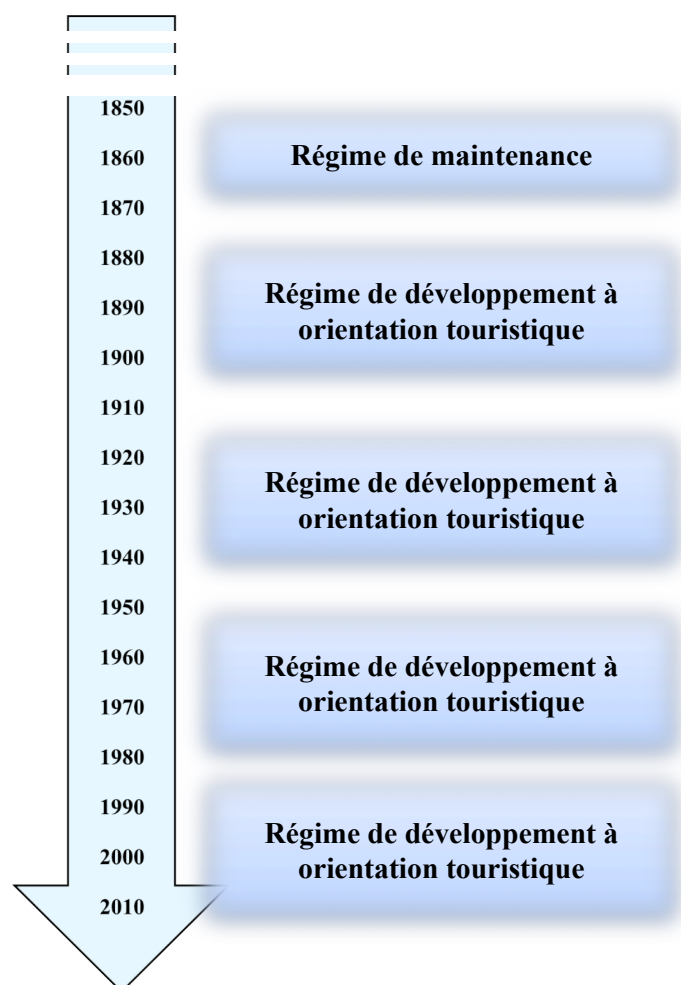 1850
1860
Régime de maintenance
1870
1880
Régime de développement à
1890
orientation touristique
1900
1910
1920
Régime de développement à
1930
orientation touristique
1940
1950
1960
Régime de développement à
1970
orientation touristique
1980
1990
Régime de développement à
2000
orientation touristique
2010